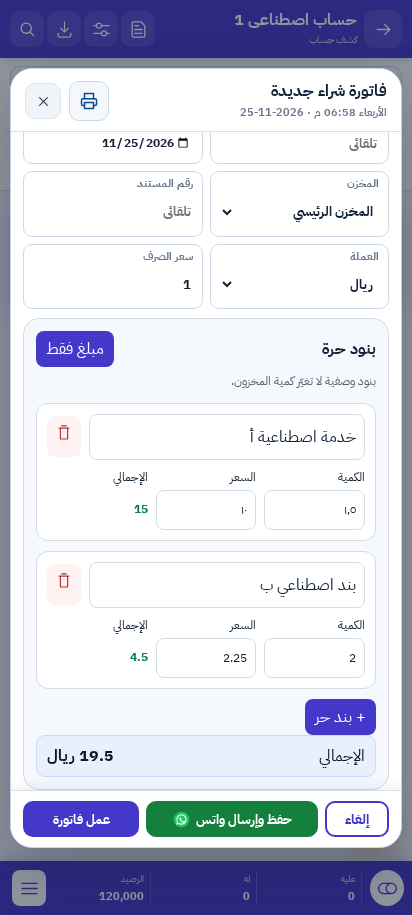 حساب اصطناعي 1
كشف حساب
فاتورة شراء جديدة
الأربعاء 06:58 م · 2026-11-25
تلقائي
11/25/2026
المخزن
المخزن الرئيسي
رقم المستند
تلقائي
العملة
ريال
سعر الصرف
1
بنود حرة
مبلغ فقط
بنود وصفية لا تغيّر كمية المخزون.
خدمة اصطناعية أ
الكمية السعر الإجمالي
١٫٥ ١٠ 15
بند اصطناعي ب
الكمية السعر الإجمالي
2 2.25 4.5
+ بند حر
الإجمالي 19.5 ريال
إلغاء
حفظ وإرسال واتس
عمل فاتورة
عليه
0
له
0
الرصيد
120,000